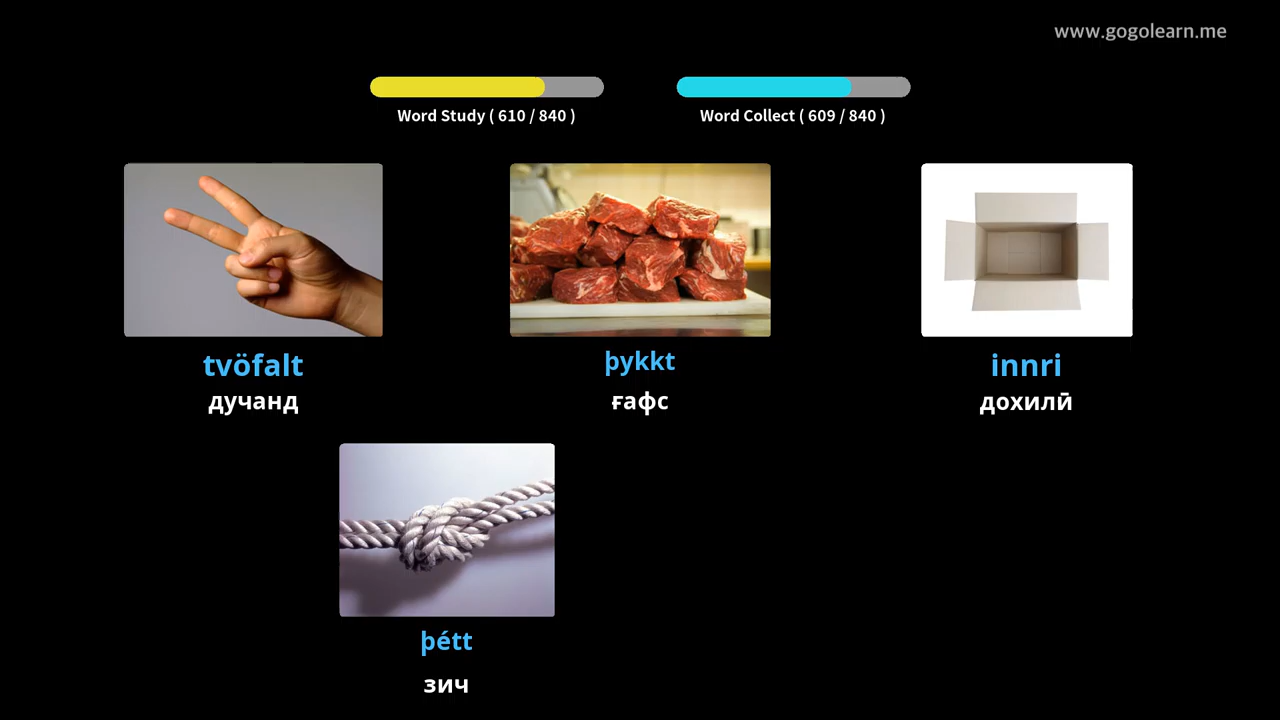 www.gogolearn.me
Word Study ( 610 / 840 )
Word Collect ( 609 / 840 )
tvöfalt
дучанд
þykkt
ғафс
innri
дохилӣ
þétt
зич